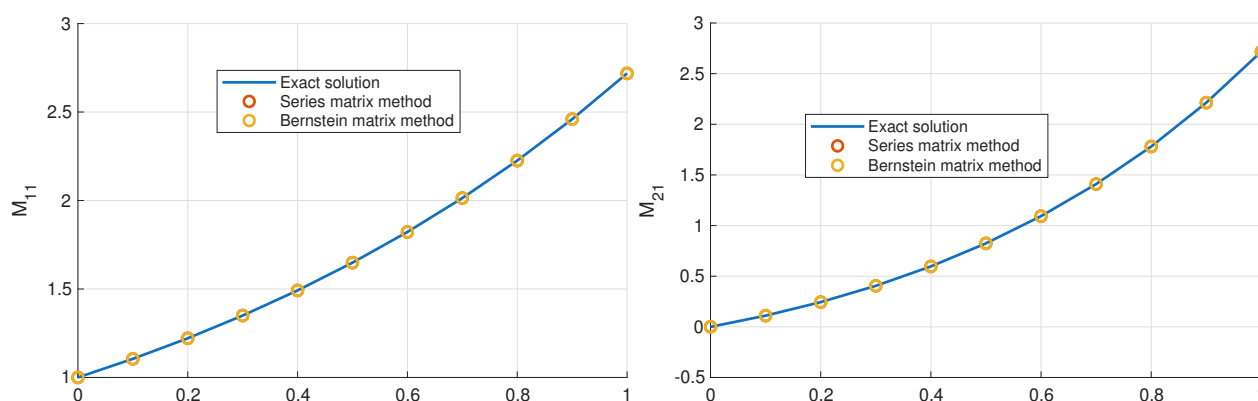 3
2.5
2
1.5
1
M11
Exact solution
Series matrix method
Bernstein matrix method
0 0.2 0.4 0.6 0.8 1
3
2.5
2
1.5
1
0.5
0
-0.5
M21
Exact solution
Series matrix method
Bernstein matrix method
0 0.2 0.4 0.6 0.8